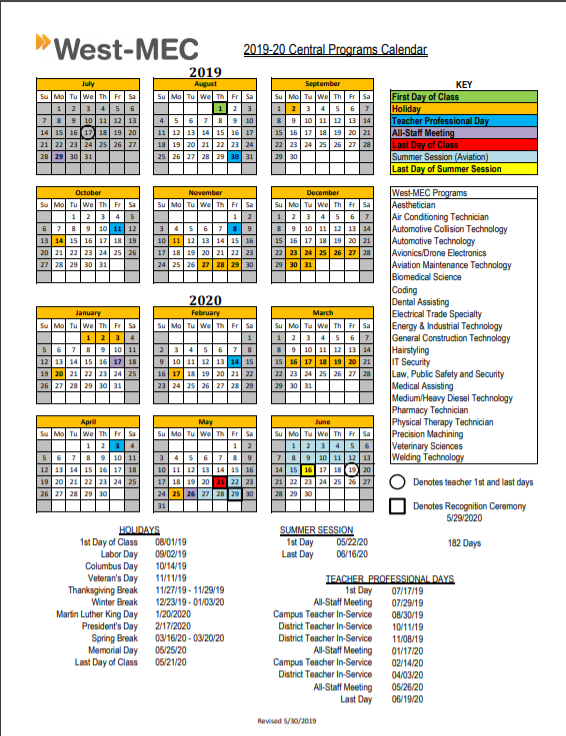 West-MEC
2019-20 Central Programs Calendar
2019
July
Su Mo Tu We Th Fr Sa
1 2 3 4 5 6
7 8 9 10 11 12 13
14 15 16 17 18 19 20
21 22 23 24 25 26 27
28 29 30 31
August
Su Mo Tu We Th Fr Sa
1 2 3
4 5 6 7 8 9 10
11 12 13 14 15 16 17
18 19 20 21 22 23 24
25 26 27 28 29 30 31
September
Su Mo Tu We Th Fr Sa
1 2 3 4 5 6 7
8 9 10 11 12 13 14
15 16 17 18 19 20 21
22 23 24 25 26 27 28
29 30
October
Su Mo Tu We Th Fr Sa
1 2 3 4 5
6 7 8 9 10 11 12
13 14 15 16 17 18 19
20 21 22 23 24 25 26
27 28 29 30 31
November
Su Mo Tu We Th Fr Sa
1 2
3 4 5 6 7 8 9
10 11 12 13 14 15 16
17 18 19 20 21 22 23
24 25 26 27 28 29 30
December
Su Mo Tu We Th Fr Sa
1 2 3 4 5 6 7
8 9 10 11 12 13 14
15 16 17 18 19 20 21
22 23 24 25 26 27 28
29 30 31
2020
January
Su Mo Tu We Th Fr Sa
1 2 3 4
5 6 7 8 9 10 11
12 13 14 15 16 17 18
19 20 21 22 23 24 25
26 27 28 29 30 31
February
Su Mo Tu We Th Fr Sa
1
2 3 4 5 6 7 8
9 10 11 12 13 14 15
16 17 18 19 20 21 22
23 24 25 26 27 28 29
March
Su Mo Tu We Th Fr Sa
1 2 3 4 5 6 7
8 9 10 11 12 13 14
15 16 17 18 19 20 21
22 23 24 25 26 27 28
29 30 31
April
Su Mo Tu We Th Fr Sa
1 2 3 4
5 6 7 8 9 10 11
12 13 14 15 16 17 18
19 20 21 22 23 24 25
26 27 28 29 30
May
Su Mo Tu We Th Fr Sa
1 2
3 4 5 6 7 8 9
10 11 12 13 14 15 16
17 18 19 20 21 22 23
24 25 26 27 28 29 30
31
June
Su Mo Tu We Th Fr Sa
1 2 3 4 5 6
7 8 9 10 11 12 13
14 15 16 17 18 19 20
21 22 23 24 25 26 27
28 29 30
KEY
First Day of Class
Holiday
Teacher Professional Day
All-Staff Meeting
Last Day of Class
Summer Session (Aviation)
Last Day of Summer Session
West-MEC Programs
Aesthetician
Air Conditioning Technician
Automotive Collision Technology
Automotive Technology
Avionics/Drone Electronics
Aviation Maintenance Technology
Biomedical Science
Coding
Dental Assisting
Electrical Trade Specialty
Energy & Industrial Technology
General Construction Technology
Hairstyling
IT Security
Law, Public Safety and Security
Medical Assisting
Medium/Heavy Diesel Technology
Pharmacy Technician
Physical Therapy Technician
Precision Machining
Veterinary Sciences
Welding Technology
Denotes teacher 1st and last days
Denotes Recognition Ceremony
5/29/2020
182 Days
HOLIDAYS
1st Day of Class 08/01/19
Labor Day 09/02/19
Columbus Day 10/14/19
Veteran's Day 11/11/19
Thanksgiving Break 11/27/19 - 11/29/19
Winter Break 12/23/19 - 01/03/20
Martin Luther King Day 1/20/2020
President's Day 2/17/2020
Spring Break 03/16/20 - 03/20/20
Memorial Day 05/25/20
Last Day of Class 05/21/20
SUMMER SESSION
1st Day 05/22/20
Last Day 06/16/20
TEACHER PROFESSIONAL DAYS
1st Day 07/17/19
All-Staff Meeting 07/29/19
Campus Teacher In-Service 08/30/19
District Teacher In-Service 10/11/19
District Teacher In-Service 11/08/19
All-Staff Meeting 01/17/20
Campus Teacher In-Service 02/14/20
District Teacher In-Service 04/03/20
All-Staff Meeting 05/26/20
Last Day 06/19/20
Revised 5/30/2019